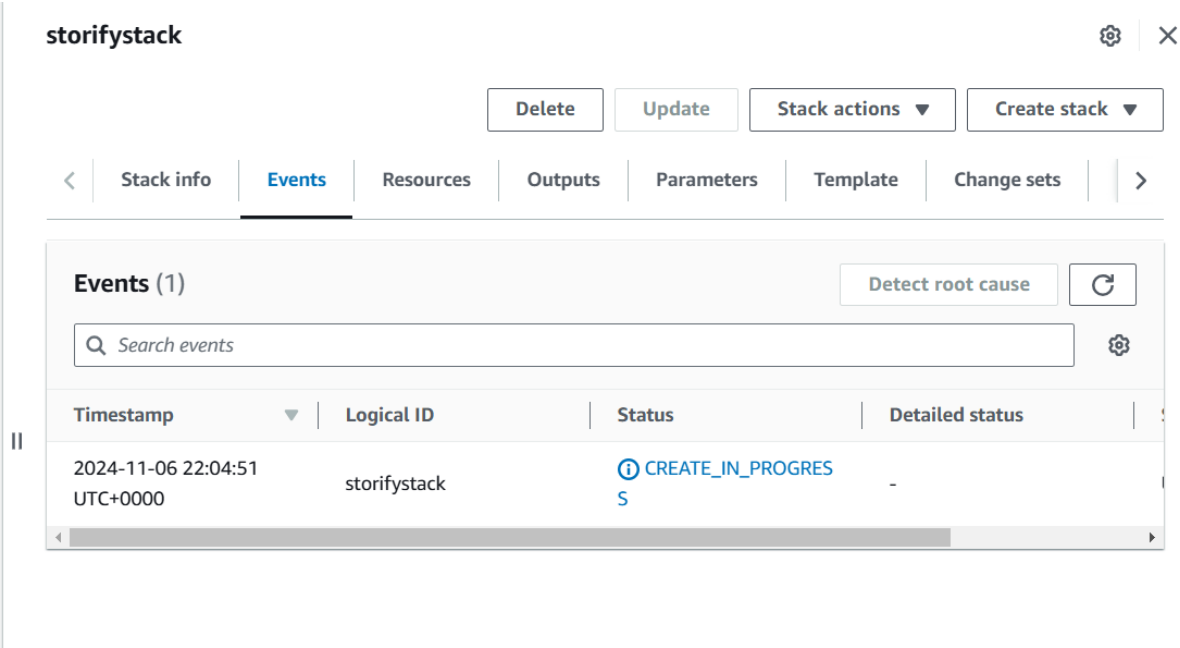 storifystack
Delete
Update
Stack actions
Create stack
Stack info
Events
Resources
Outputs
Parameters
Template
Change sets
Events (1)
Detect root cause
Search events
Timestamp
Logical ID
Status
Detailed status
2024-11-06 22:04:51
UTC+0000
storifystack
CREATE_IN_PROGRES
S
-